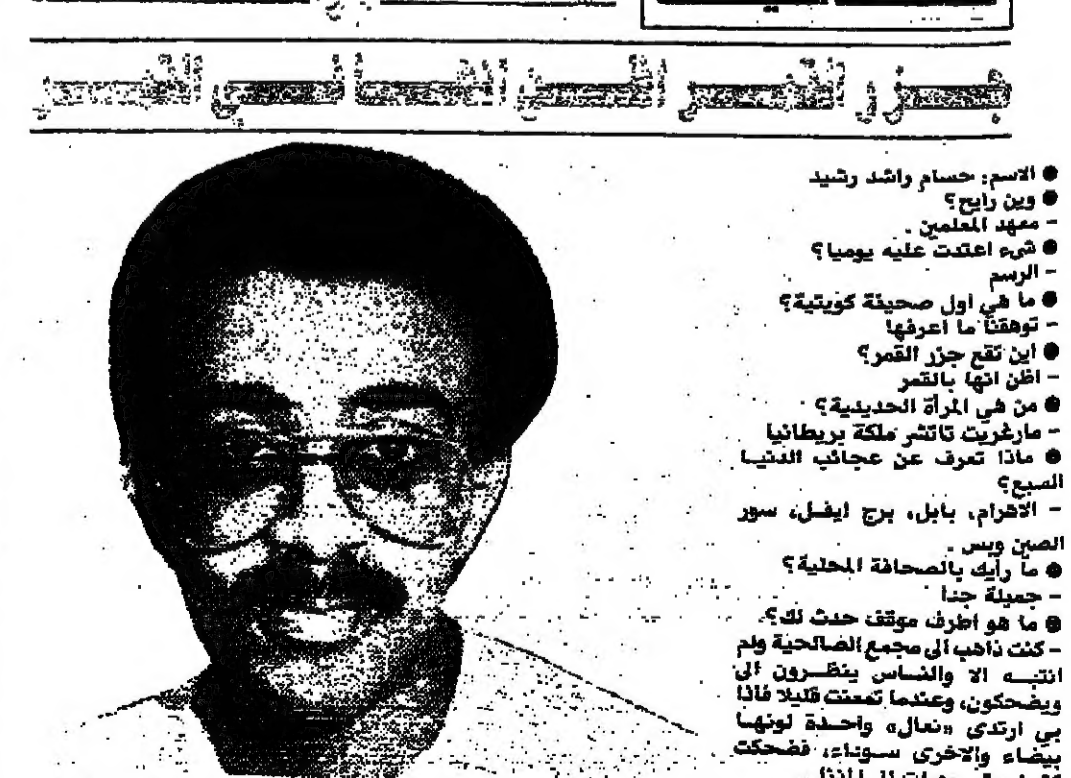 ● الاسم: حسام راشد رشيد
● وين رايح؟
- معهد المعلمين .
● شيء اعتدت عليه يوميا؟
- الرسم
● ما هي اول صحيفة كويتية؟
- توهقنا ما اعرفها
● اين تقع جزر القمر؟
- اظن انها بالقمر
● من هي المرأة الحديدية؟
- مارغريت تاتشر ملكة بريطانيا
● ماذا تعرف عن عجائب الدنيا
السبع؟
- الاهرام، بابل، برج ايفل، سور
الصين وبس .
● ما رأيك بالصحافة المحلية؟
- جميلة جدا
● ما هو اطرف موقف حدث لك؟
- كنت ذاهب الى مجمع الصالحية ولم
انتبه الا والناس ينظرون الى
ويضحكون، وعندما تمعنت قليلا فاذا
بي ارتدى «نعال» واحدة لونها
بيضاء والاخرى سوداء، فضحكت